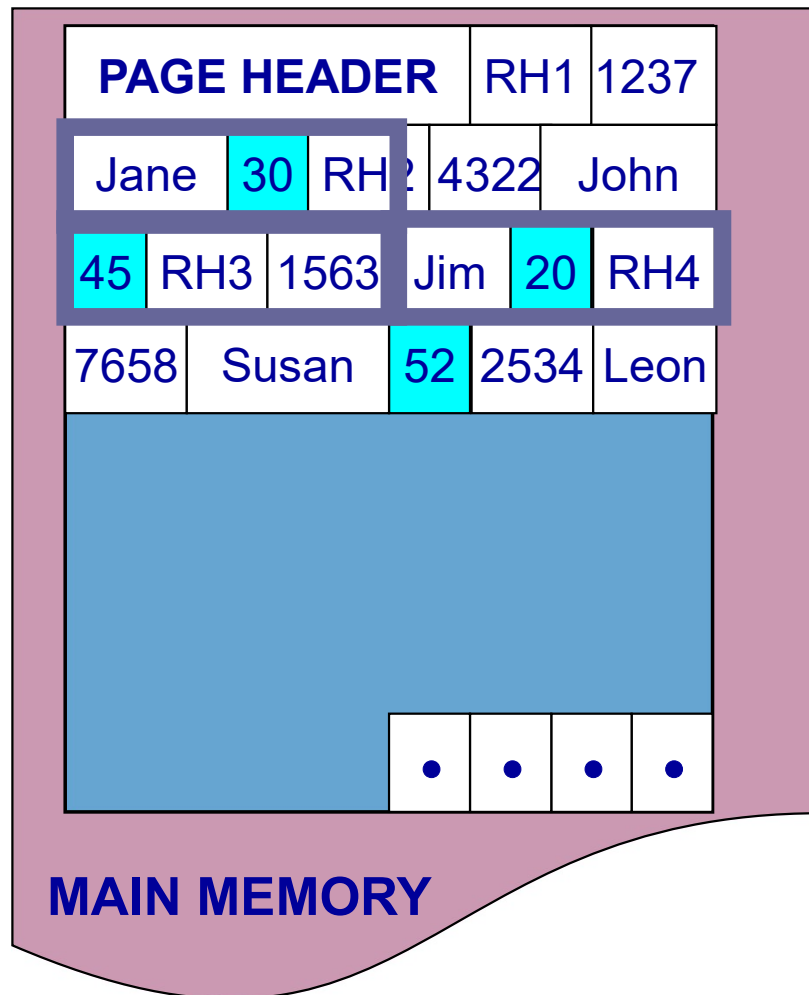 PAGE HEADER RH1 1237
Jane 30 RH2 4322 John
45 RH3 1563 Jim 20 RH4
7658 Susan 52 2534 Leon
MAIN MEMORY